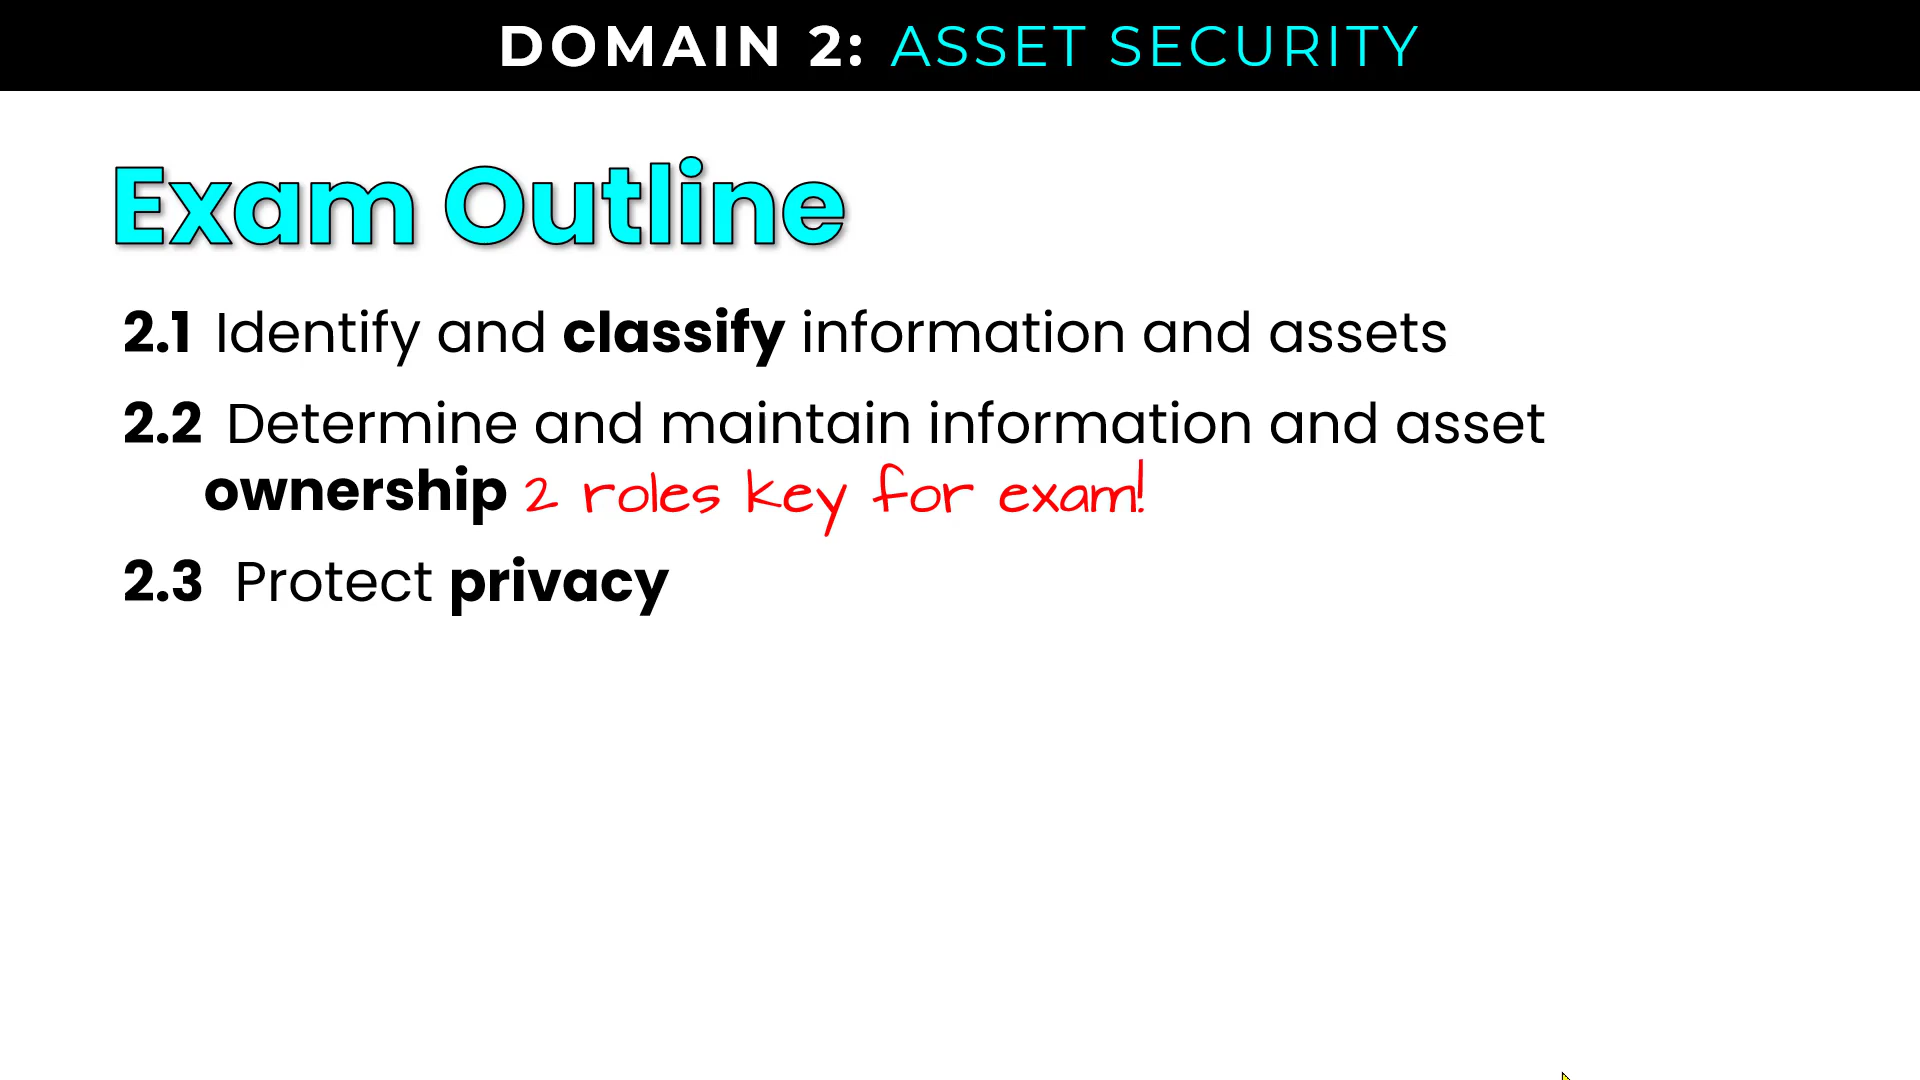 DOMAIN 2: ASSET SECURITY
Exam Outline
2.1 Identify and classify information and assets
2.2 Determine and maintain information and asset
ownership 2 roles key for exam!
2.3 Protect privacy